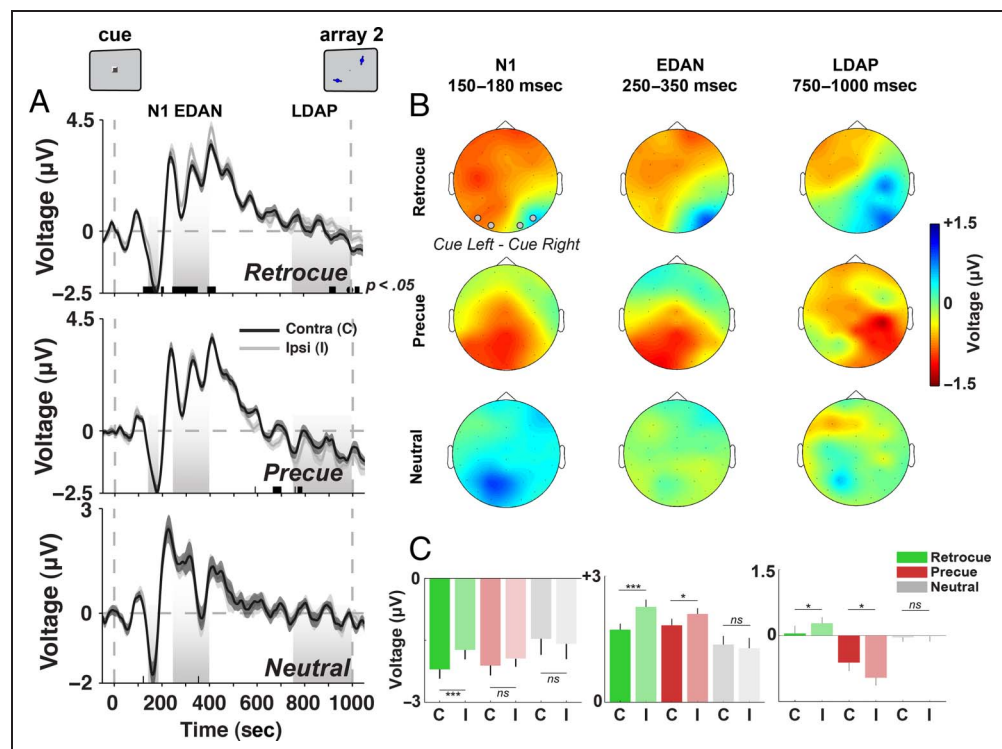 cue
array 2
A
N1 EDAN
LDAP
4.5
Voltage (µV)
0
−2.5
Retrocue
p < .05
4.5
Voltage (µV)
0
−2.5
Contra (C)
Ipsi (I)
Precue
3
Voltage (µV)
0
−2
Neutral
0 200 400 600 800 1000
Time (sec)
B
N1
150–180 msec
EDAN
250–350 msec
LDAP
750–1000 msec
Retrocue
Cue Left - Cue Right
Precue
Neutral
+1.5
0
−1.5
Voltage (µV)
C
0
Voltage (µV)
−3
***
ns
ns
C I C I C I
+3
0
***
*
ns
C I C I C I
1.5
0
*
*
ns
C I C I C I
Retrocue
Precue
Neutral